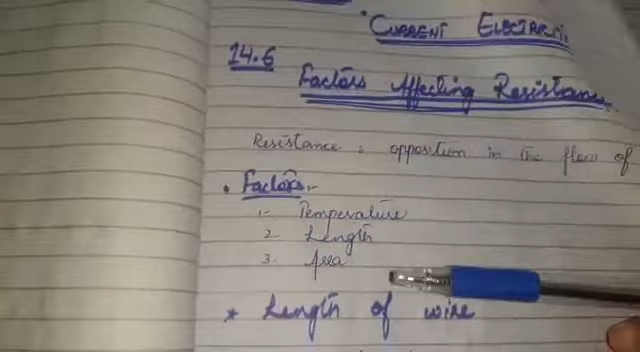 CURRENT
14.6
Factors Affecting Resistance
Resistance: opposition in the flow of
• Factors:-
1- Temperature
2. Length
3. Area
* Length of wire